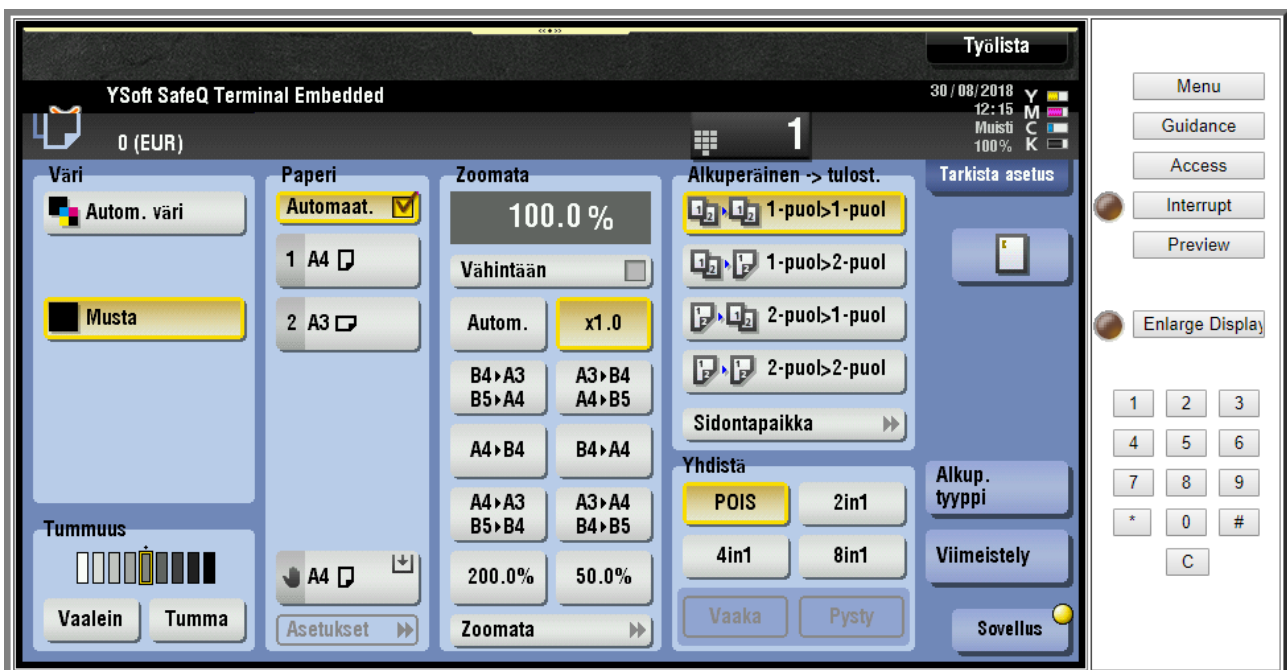 Työlista
YSoft SafeQ Terminal Embedded
30/08/2018 Y
12:15 M
Muisti C
100% K
0 (EUR)
1
Väri
Autom. väri
Musta
Tummuus
Vaalein Tumma
Paperi
Automaat.
1 A4
2 A3
A4
Asetukset
Zoomata
100.0 %
Vähintään
Autom. x1.0
B4▸A3 A3▸B4
B5▸A4 A4▸B5
A4▸B4 B4▸A4
A4▸A3 A3▸A4
B5▸B4 B4▸B5
200.0% 50.0%
Zoomata
Alkuperäinen -> tulost.
1-puol>1-puol
1-puol>2-puol
2-puol>1-puol
2-puol>2-puol
Sidontapaikka
Yhdistä
POIS 2in1
4in1 8in1
Vaaka Pysty
Tarkista asetus
Alkup.
tyyppi
Viimeistely
Sovellus
Menu
Guidance
Access
Interrupt
Preview
Enlarge Display
1 2 3
4 5 6
7 8 9
* 0 #
C